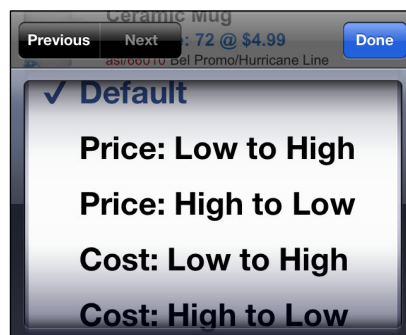 Ceramic Mug
Previous Next : 72 @ $4.99 Done
asi/66010 Bel Promo/Hurricane Line
✓ Default
Price: Low to High
Price: High to Low
Cost: Low to High
Cost: High to Low